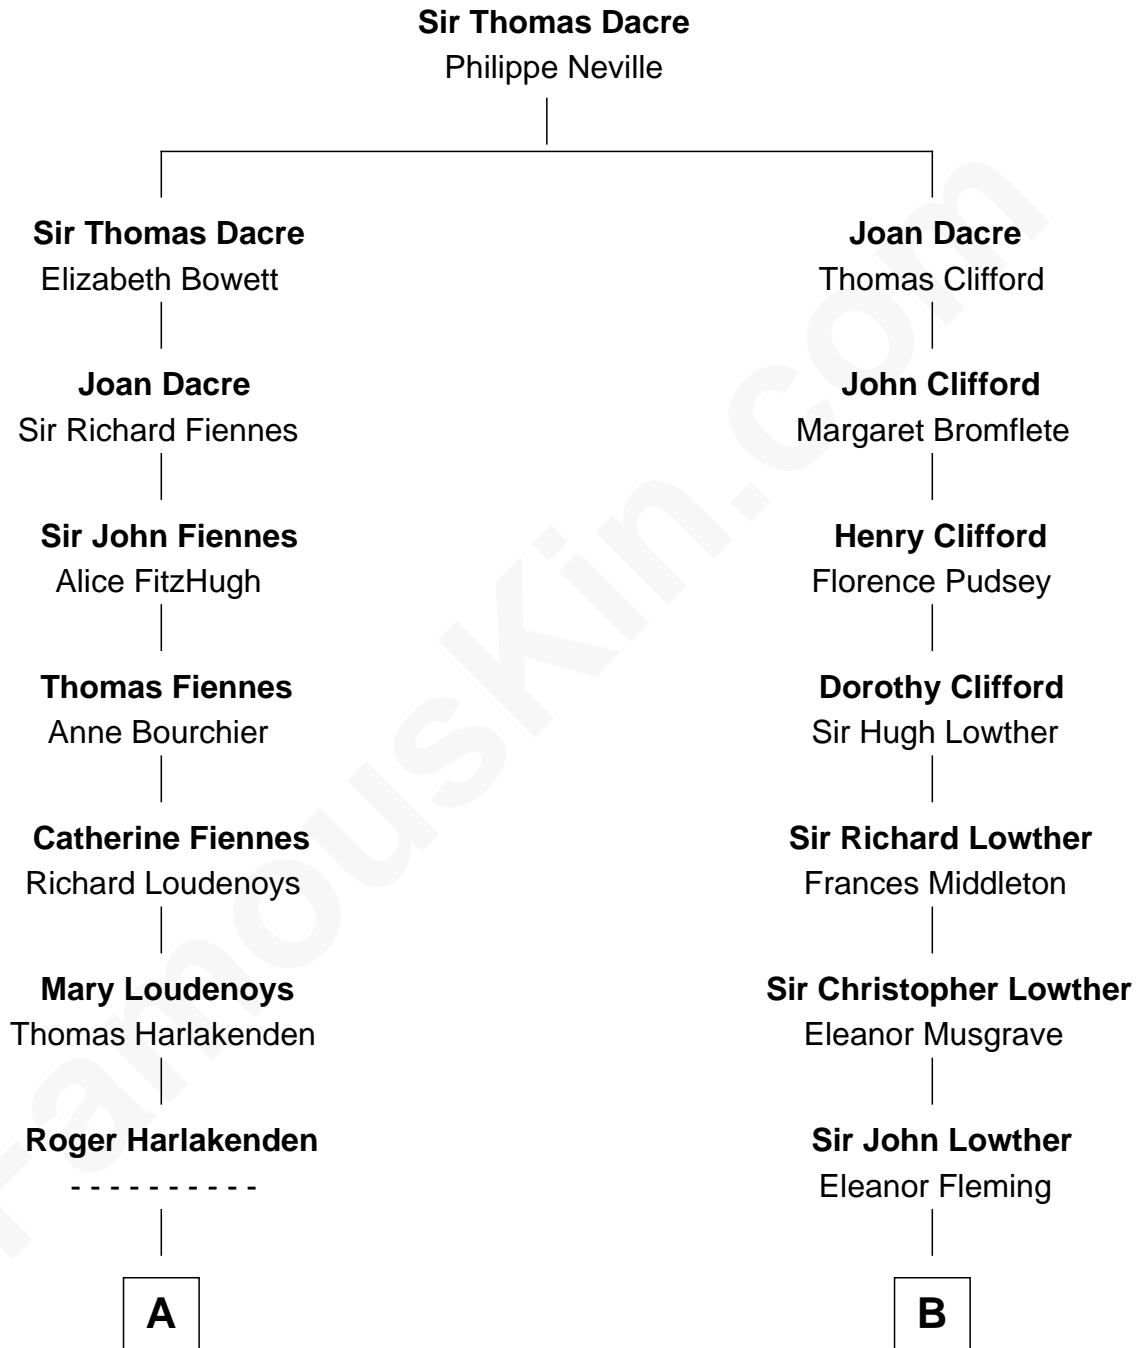 Sir Thomas Dacre
Philippe Neville
Sir Thomas Dacre
Elizabeth Bowett
Joan Dacre
Sir Richard Fiennes
Sir John Fiennes
Alice FitzHugh
Thomas Fiennes
Anne Bourchier
Catherine Fiennes
Richard Loudenoys
Mary Loudenoys
Thomas Harlakenden
Roger Harlakenden
- - - - - - - - - -
A
Joan Dacre
Thomas Clifford
John Clifford
Margaret Bromflete
Henry Clifford
Florence Pudsey
Dorothy Clifford
Sir Hugh Lowther
Sir Richard Lowther
Frances Middleton
Sir Christopher Lowther
Eleanor Musgrave
Sir John Lowther
Eleanor Fleming
B
FamousKin.com